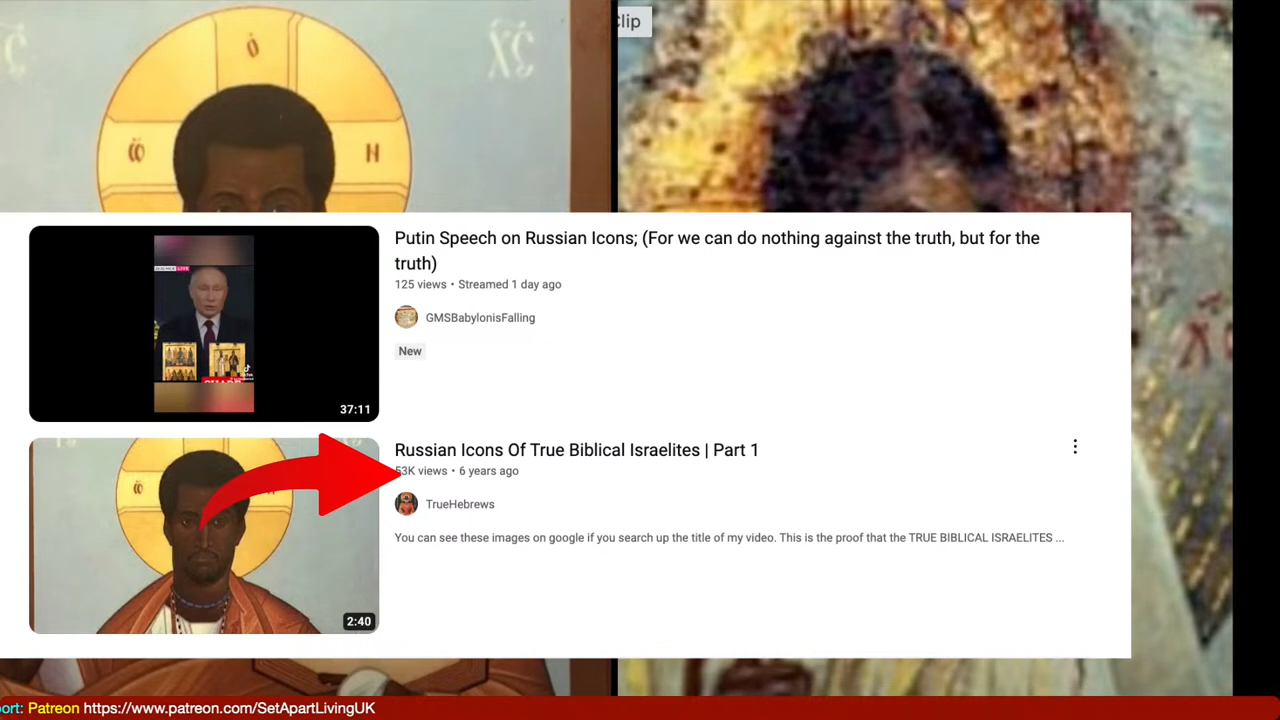 ό
χ̅ς̅
ῶ
Н
Clip
Putin Speech on Russian Icons; (For we can do nothing against the truth, but for the
truth)
125 views • Streamed 1 day ago
GMSBabylonisFalling
New
37:11
Russian Icons Of True Biblical Israelites | Part 1
53K views • 6 years ago
TrueHebrews
You can see these images on google if you search up the title of my video. This is the proof that the TRUE BIBLICAL ISRAELITES ...
2:40
ort: Patreon https://www.patreon.com/SetApartLivingUK